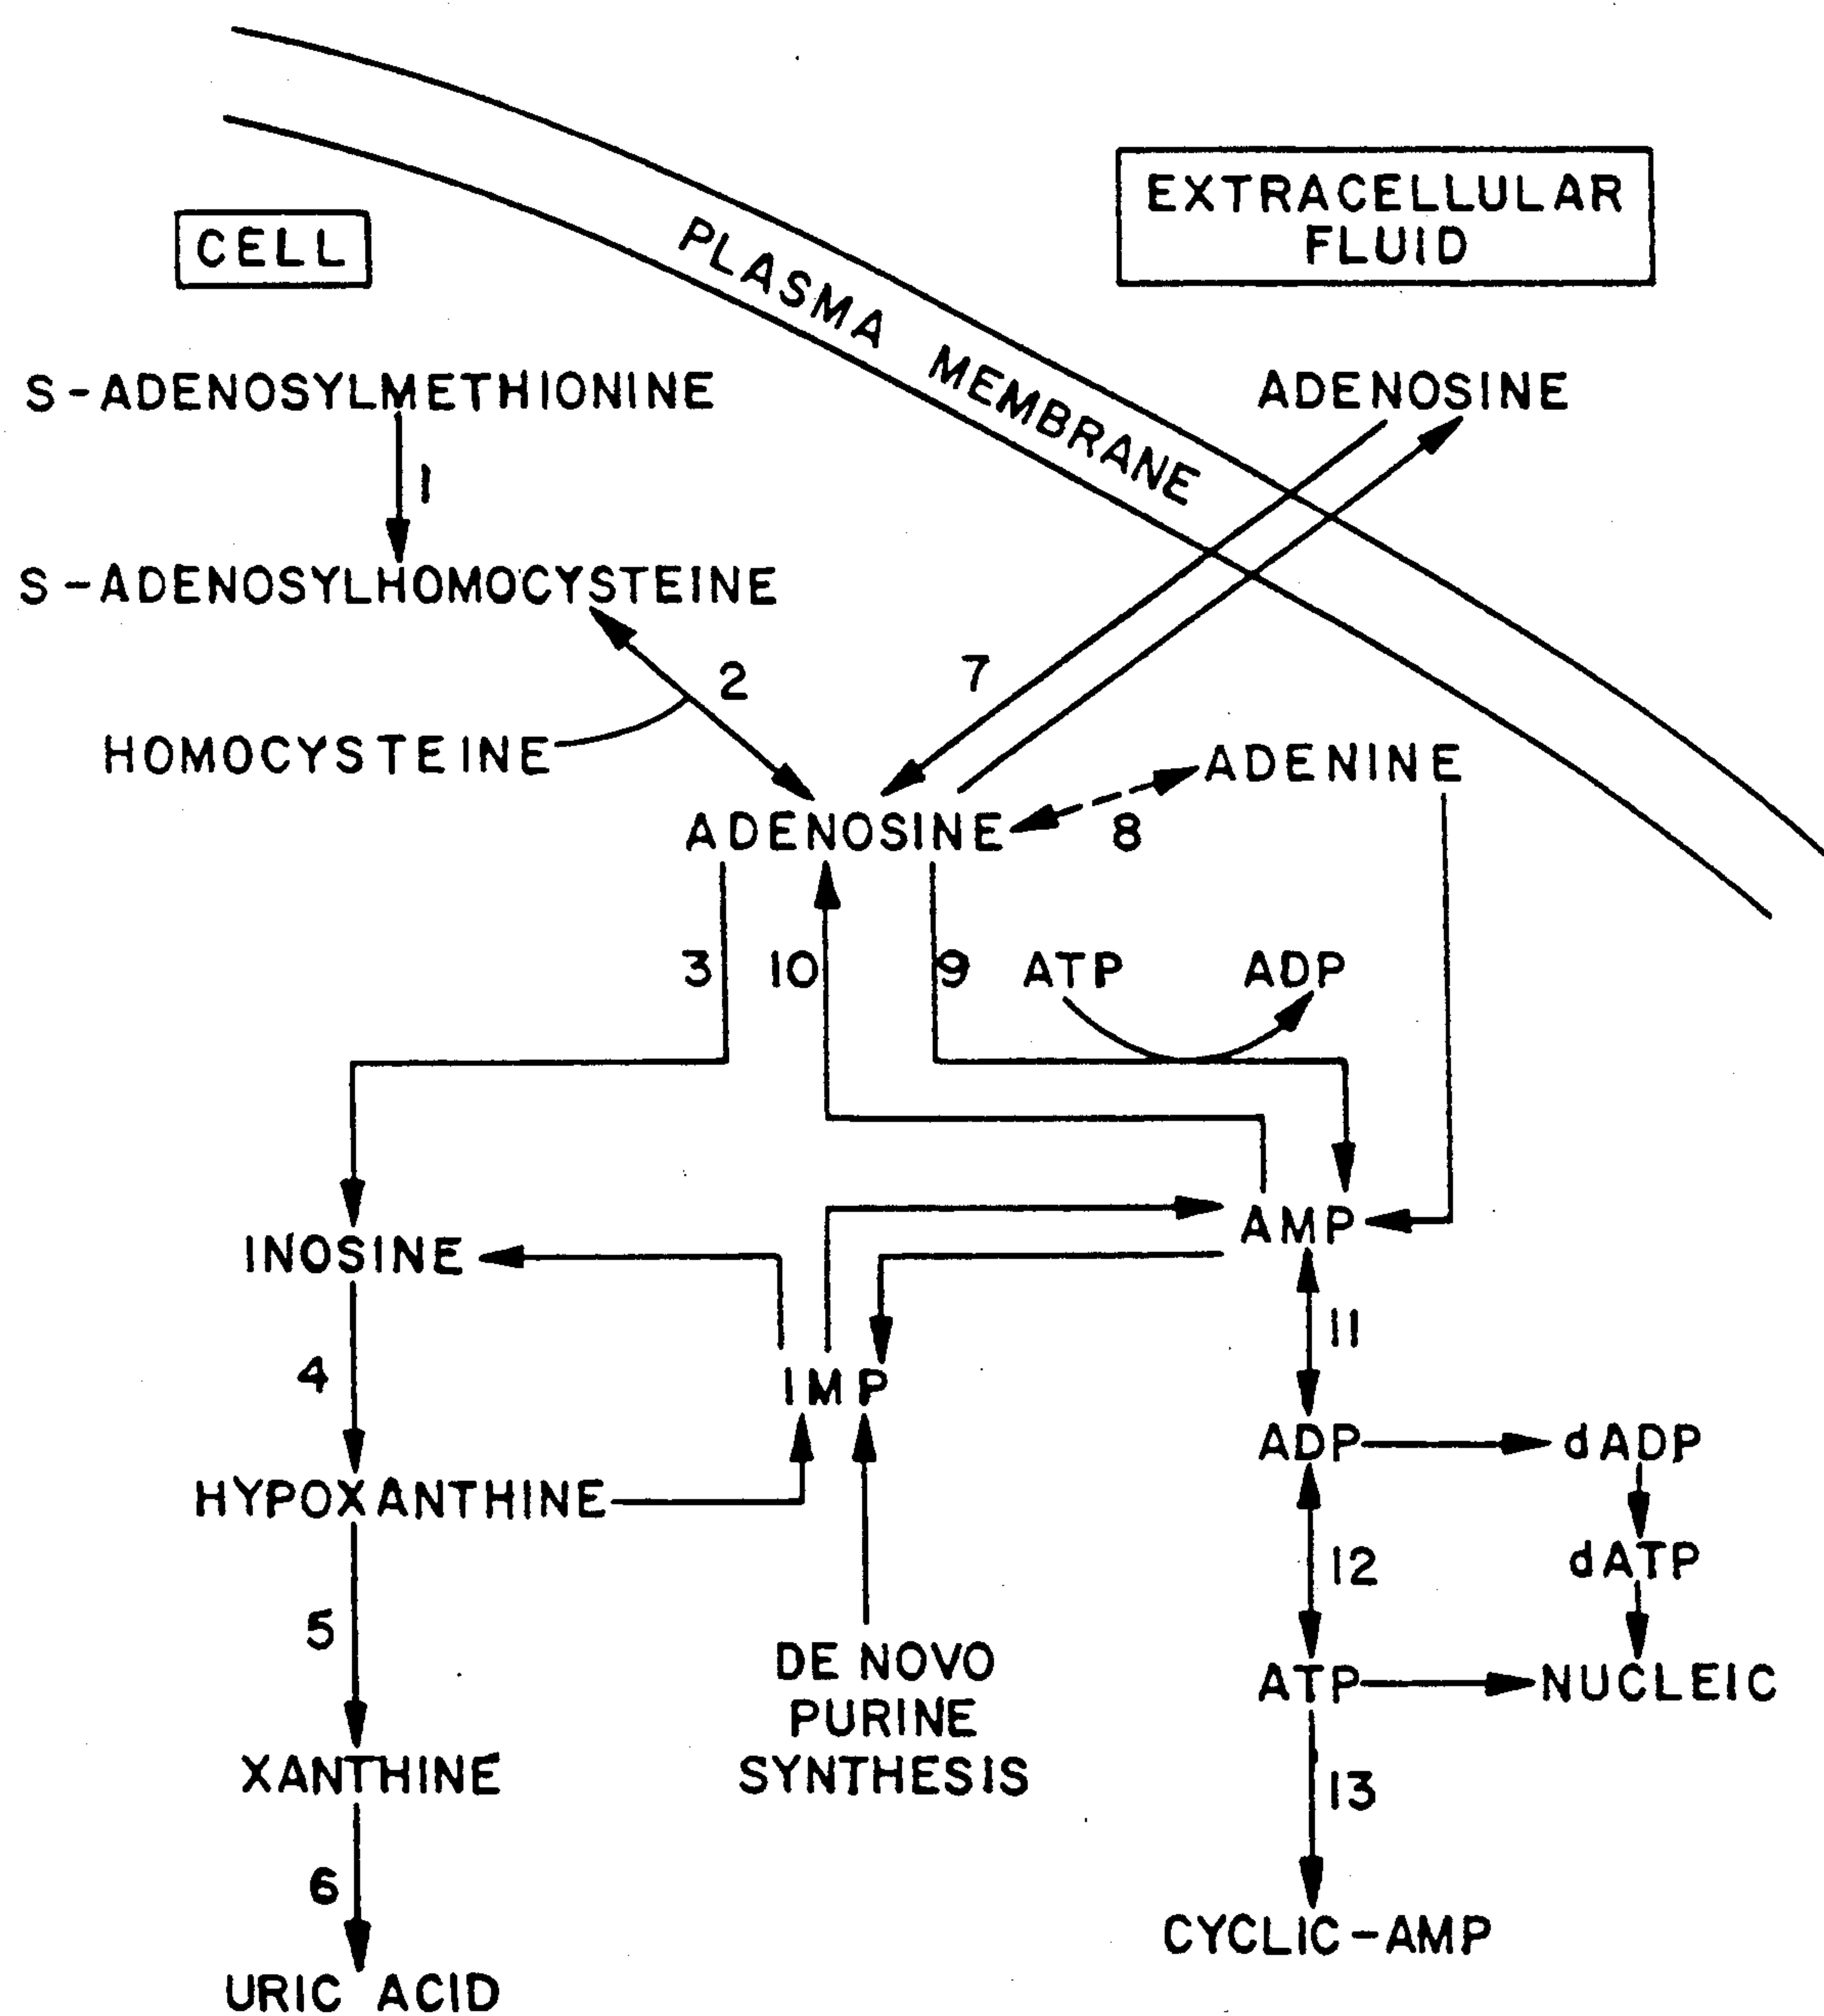 EXTRACELLULAR
FLUID
CELL
PLASMA MEMBRANE
S-ADENOSYLMETHIONINE
ADENOSINE
1
S-ADENOSYLHOMOCYSTEINE
2
7
HOMOCYSTEINE
ADENINE
ADENOSINE
8
3
10
9
ATP
ADP
AMP
INOSINE
11
4
IMP
ADP
dADP
HYPOXANTHINE
12
dATP
5
DE NOVO
PURINE
SYNTHESIS
ATP
NUCLEIC
XANTHINE
13
6
CYCLIC-AMP
URIC ACID